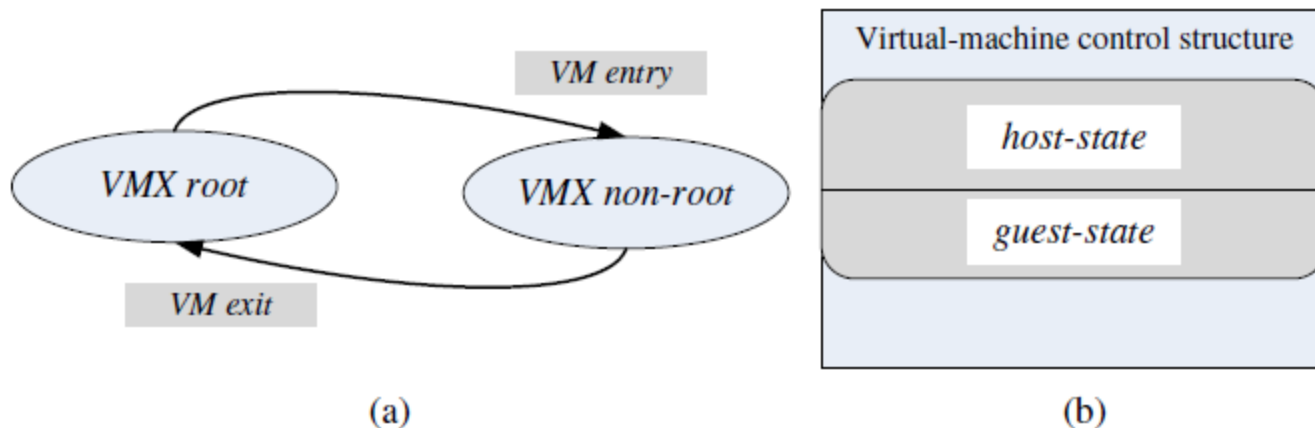 VM entry
VMX root
VMX non-root
VM exit
(a)
Virtual-machine control structure
host-state
guest-state
(b)